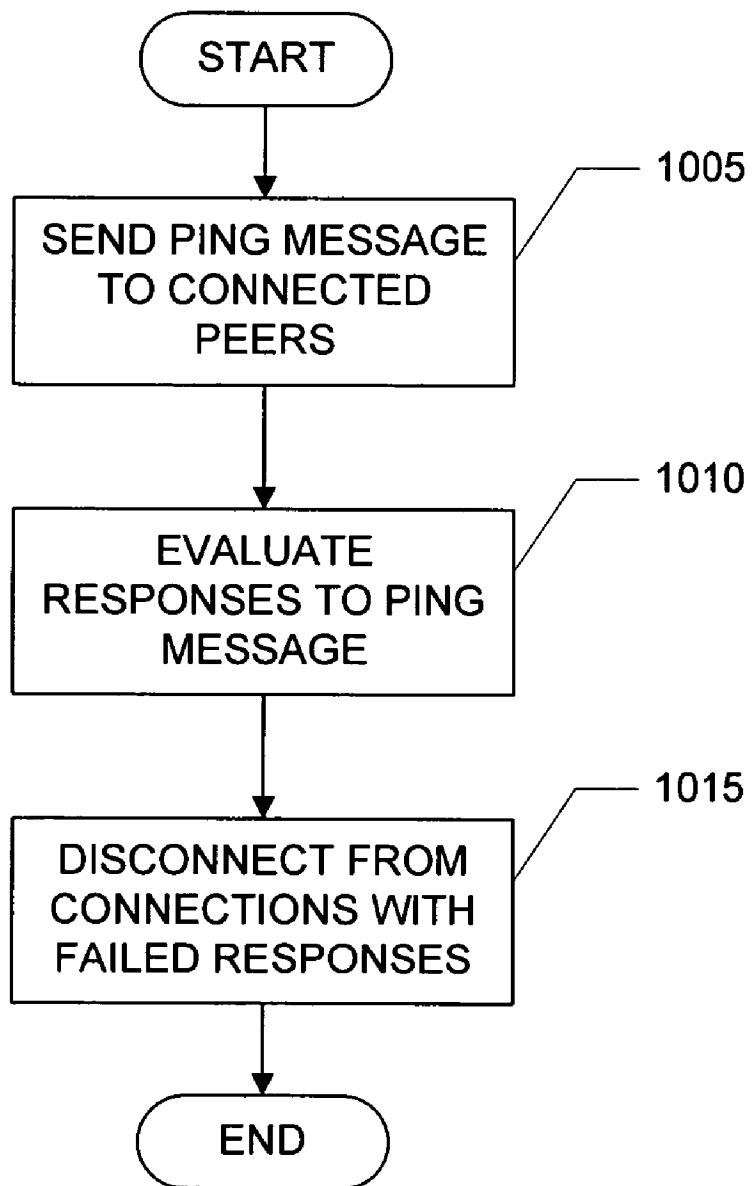 START
1005
SEND PING MESSAGE
TO CONNECTED
PEERS
1010
EVALUATE
RESPONSES TO PING
MESSAGE
1015
DISCONNECT FROM
CONNECTIONS WITH
FAILED RESPONSES
END